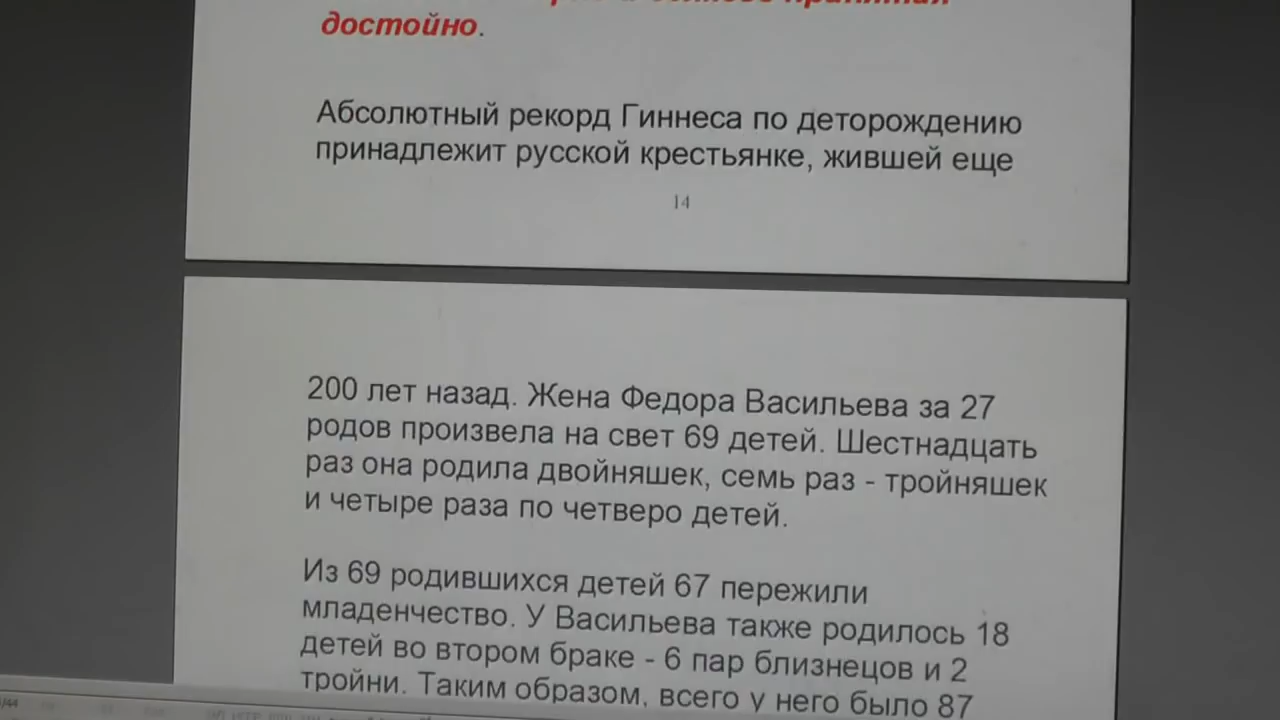 принятая
достойно.
Абсолютный рекорд Гиннеса по деторождению
принадлежит русской крестьянке, жившей еще
14
200 лет назад. Жена Федора Васильева за 27
родов произвела на свет 69 детей. Шестнадцать
раз она родила двойняшек, семь раз - тройняшек
и четыре раза по четверо детей.
Из 69 родившихся детей 67 пережили
младенчество. У Васильева также родилось 18
детей во втором браке - 6 пар близнецов и 2
тройни. Таким образом, всего у него было 87
/44